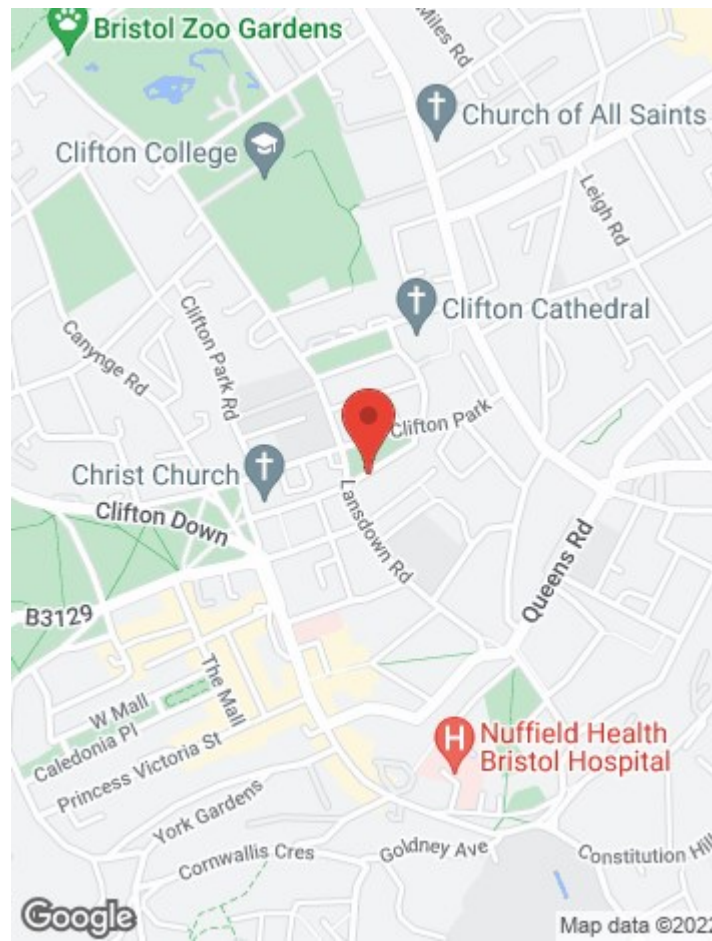 Bristol Zoo Gardens
Miles Rd
Church of All Saints
Clifton College
Leigh Rd
Clifton Cathedral
Canynge Rd
Clifton Park Rd
Clifton Park
Christ Church
Clifton Down
Lansdown Rd
Queens Rd
B3129
The Mall
W Mall
Caledonia Pl
Princess Victoria St
Nuffield Health
Bristol Hospital
H
York Gardens
Cornwallis Cres
Goldney Ave
Constitution Hill
Google
Map data ©2022